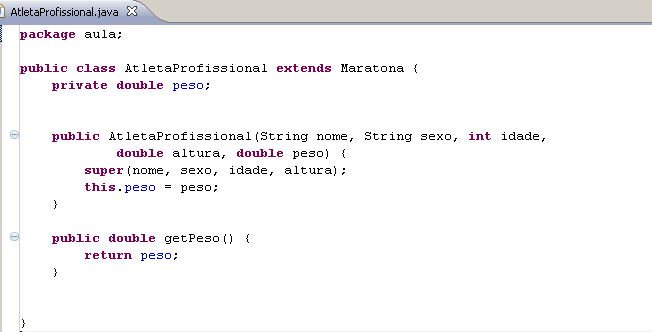 AtletaProfissional.java
package aula;
public class AtletaProfissional extends Maratona {
private double peso;
public AtletaProfissional(String nome, String sexo, int idade,
double altura, double peso) {
super(nome, sexo, idade, altura);
this.peso = peso;
}
public double getPeso() {
return peso;
}
}